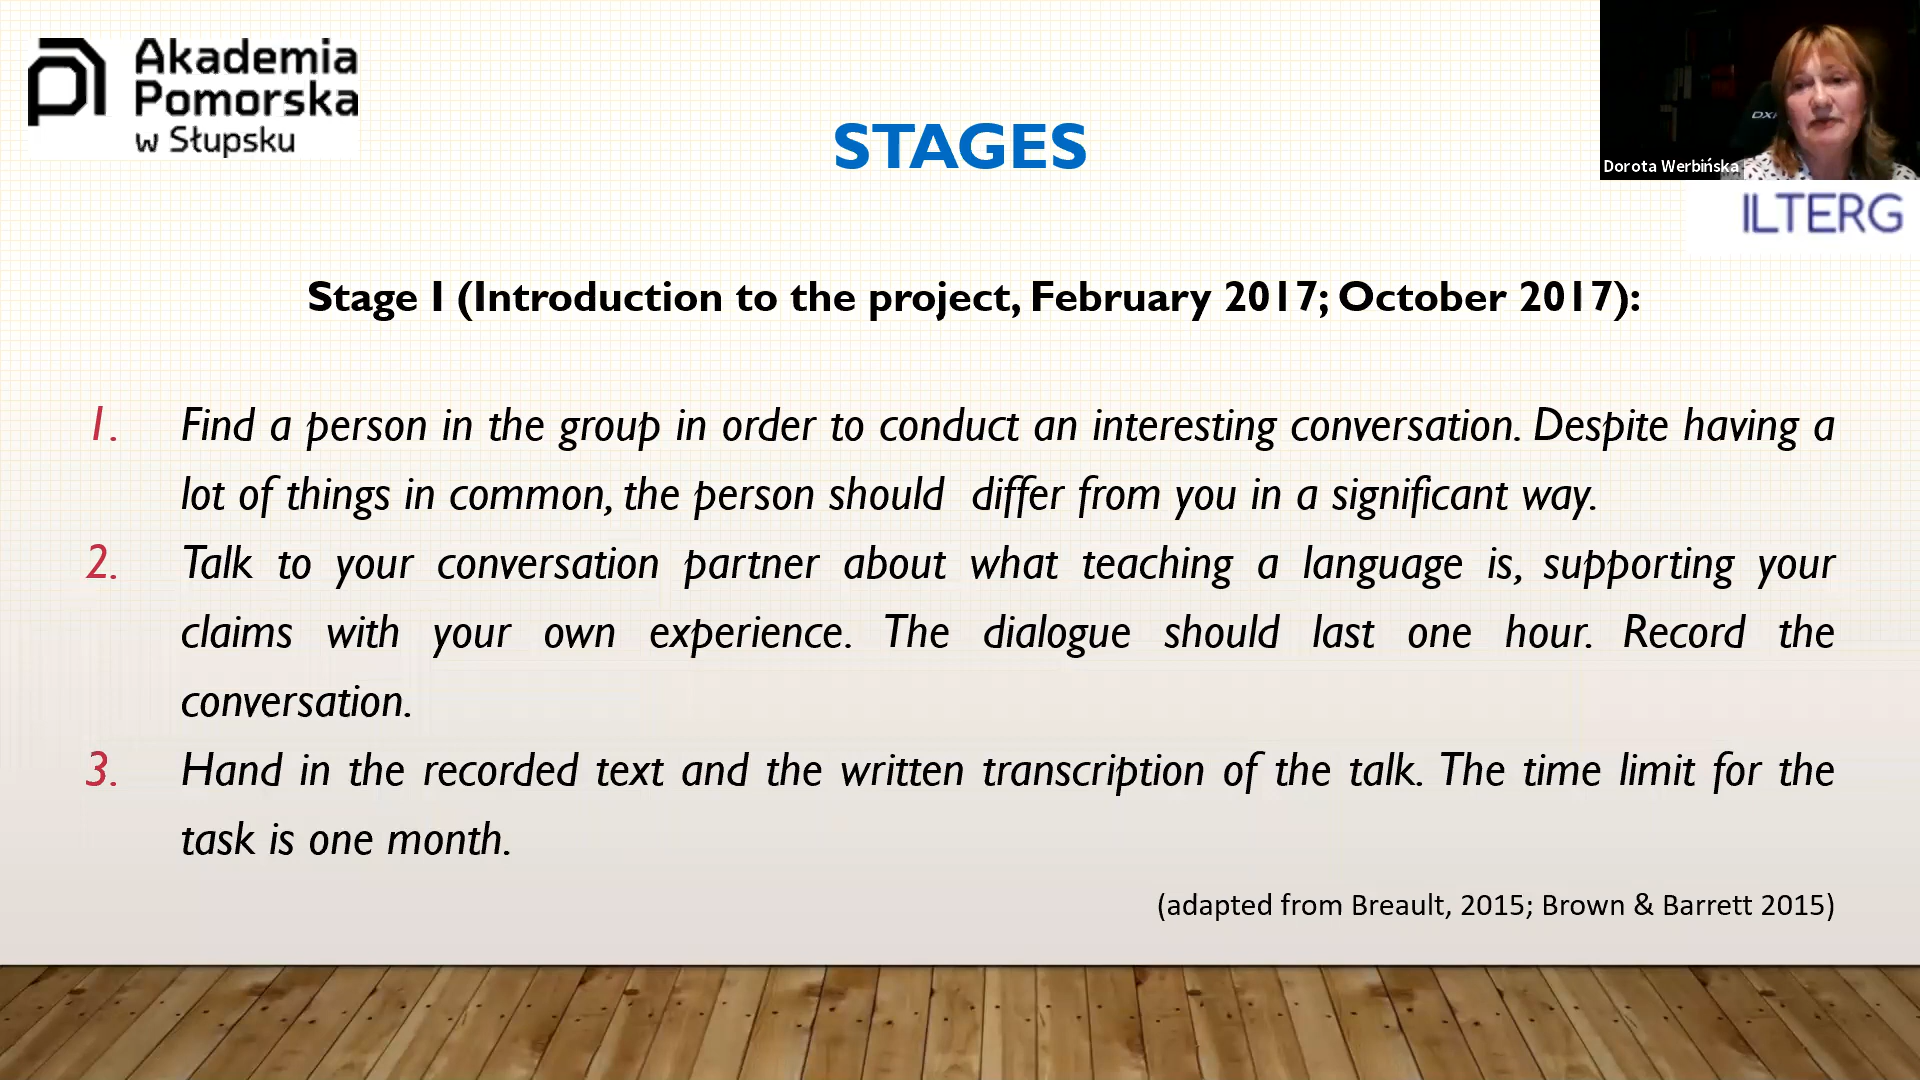 Akademia
Pomorska
w Słupsku
STAGES
Dorota Werbińska
ILTERG
Stage I (Introduction to the project, February 2017; October 2017):
1. Find a person in the group in order to conduct an interesting conversation. Despite having a
lot of things in common, the person should differ from you in a significant way.
2. Talk to your conversation partner about what teaching a language is, supporting your
claims with your own experience. The dialogue should last one hour. Record the
conversation.
3. Hand in the recorded text and the written transcription of the talk. The time limit for the
task is one month.
(adapted from Breault, 2015; Brown & Barrett 2015)